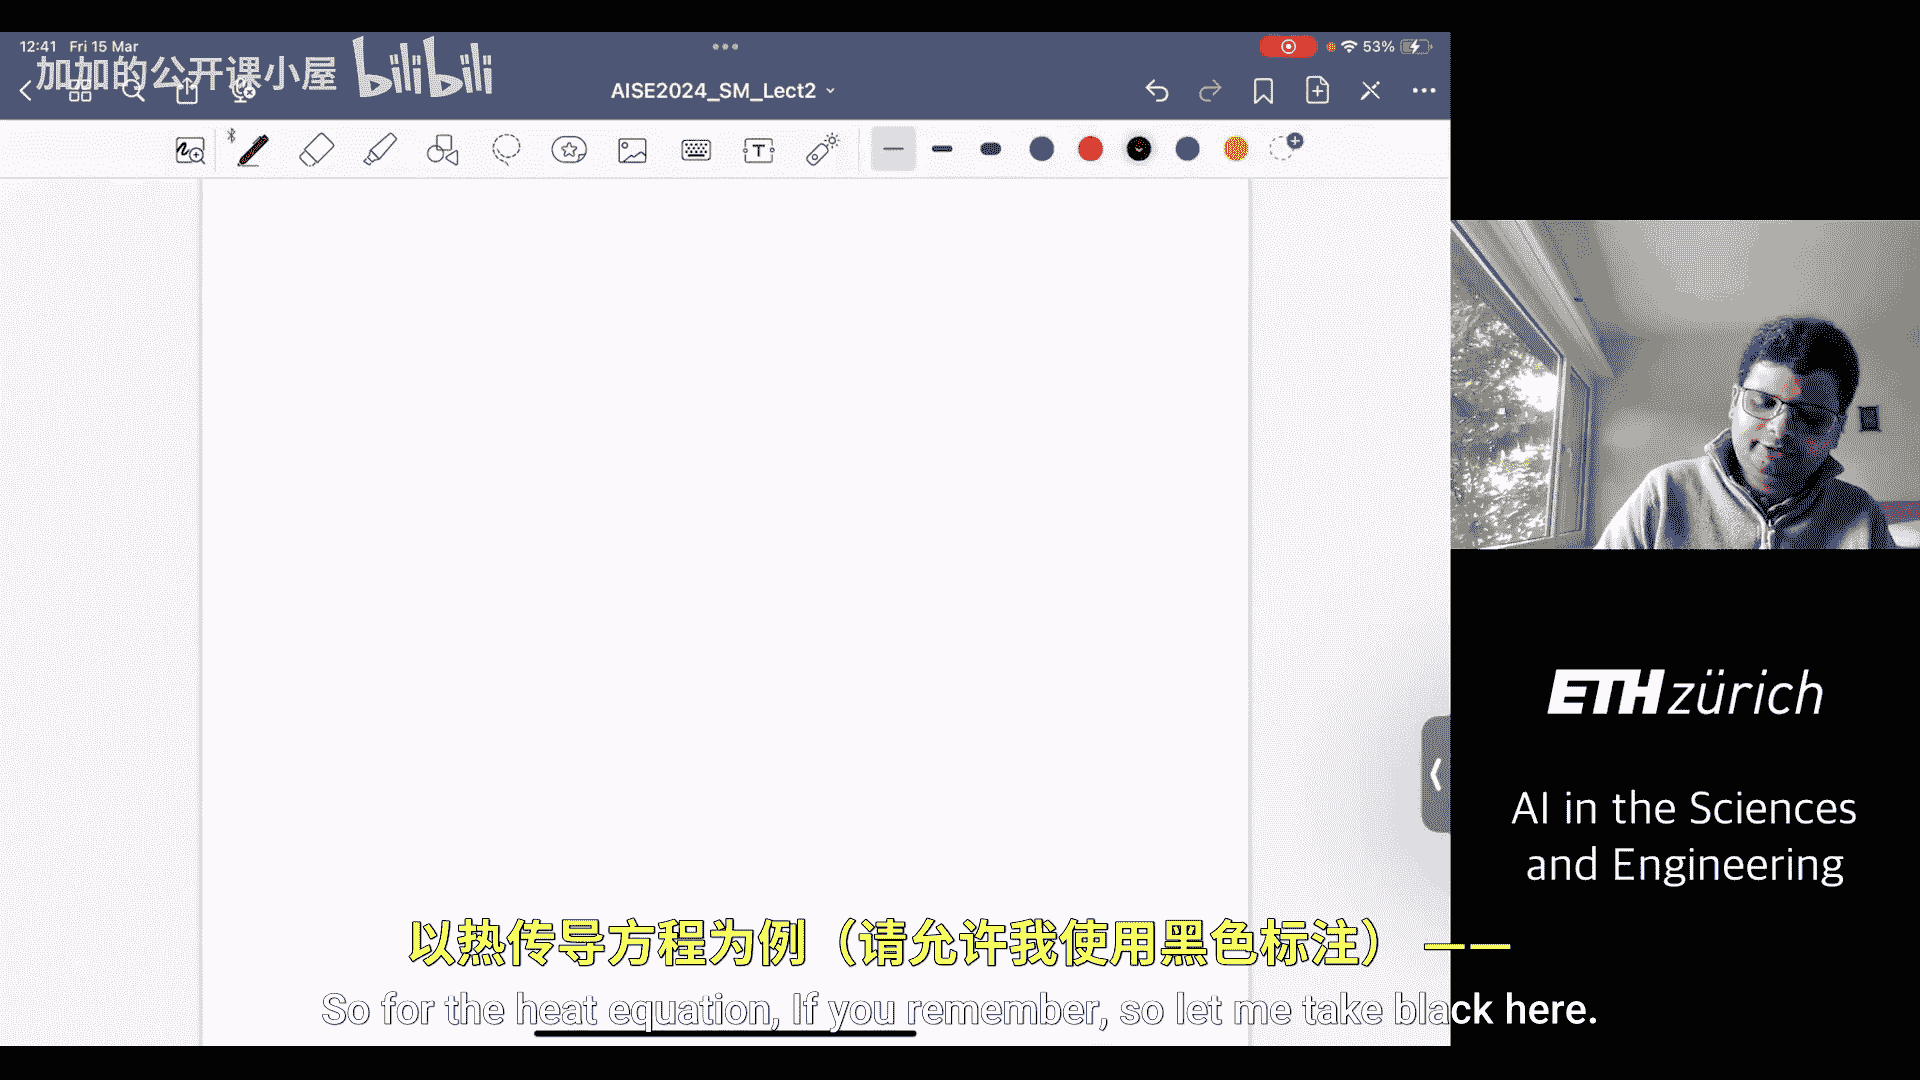 12:41 Fri 15 Mar
53%
加加的公开课小屋 bilibili
AISE2024_SM_Lect2
T
ETH zürich
AI in the Sciences
and Engineering
以热传导方程为例（请允许我使用黑色标注）——
So for the heat equation, If you remember, so let me take black here.